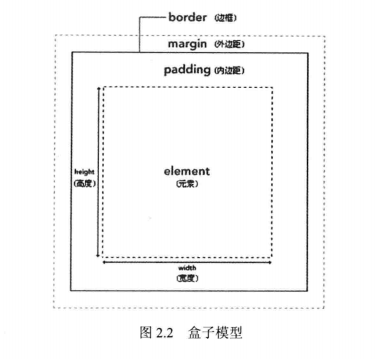 border (边框)
margin (外边距)
padding (内边距)
height
(高度)
element
(元素)
width
(宽度)
图 2.2 盒子模型